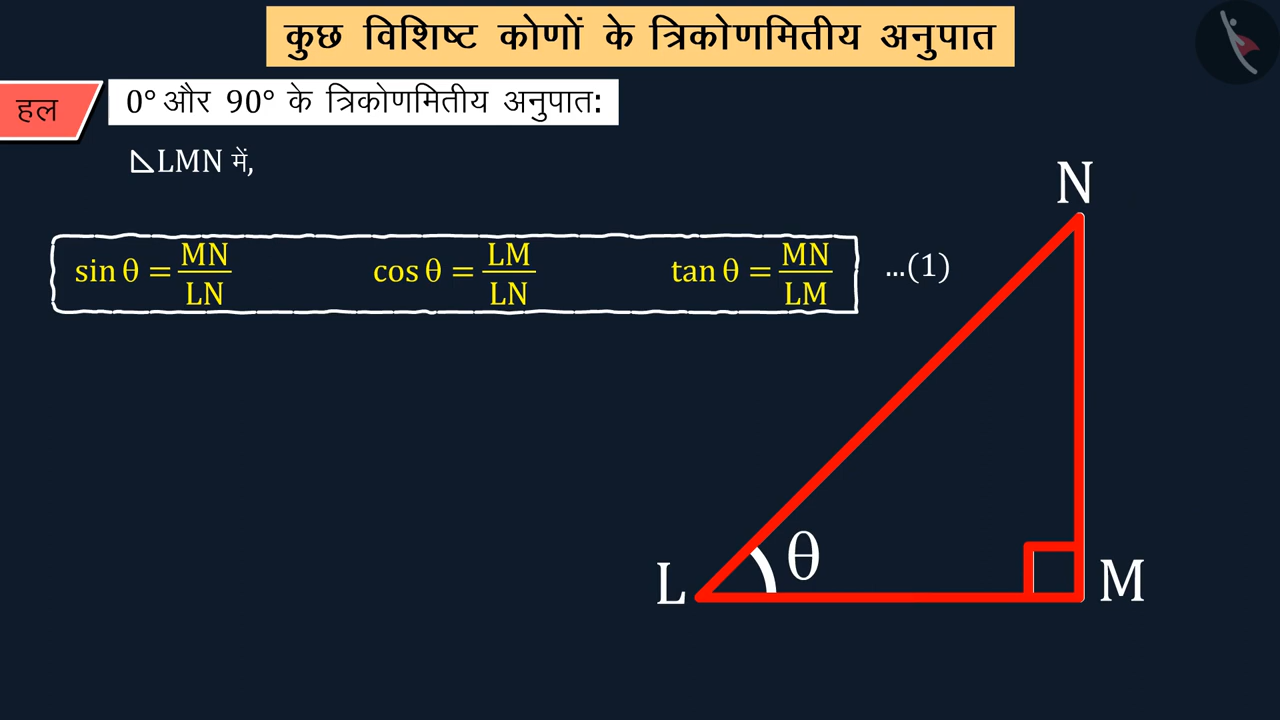 कुछ विशिष्ट कोणों के त्रिकोणमितीय अनुपात
हल
0° और 90° के त्रिकोणमितीय अनुपात:
⊿LMN में,
sin θ = MN/LN cos θ = LM/LN tan θ = MN/LM ...(1)
N
θ
L
M